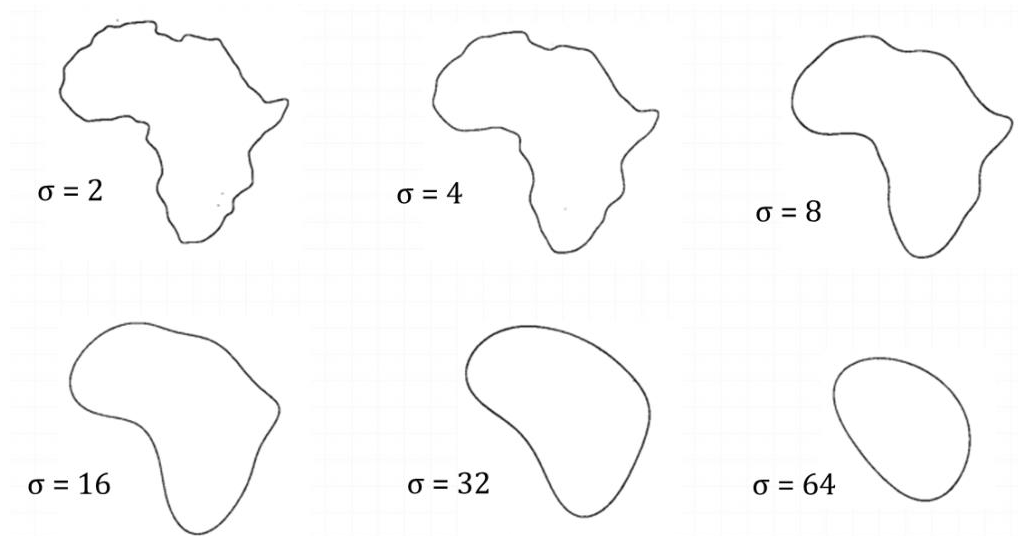 σ = 2
σ = 4
σ = 8
σ = 16
σ = 32
σ = 64